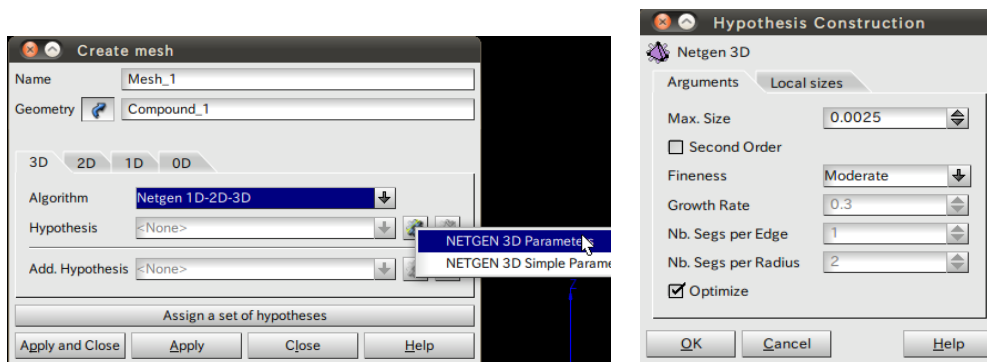 Create mesh
Name Mesh_1
Geometry Compound_1
3D 2D 1D 0D
Algorithm Netgen 1D-2D-3D
Hypothesis <None>
NETGEN 3D Parameters
NETGEN 3D Simple Parame
Add. Hypothesis <None>
Assign a set of hypotheses
Apply and Close Apply Close Help
Hypothesis Construction
Netgen 3D
Arguments Local sizes
Max. Size 0.0025
Second Order
Fineness Moderate
Growth Rate 0.3
Nb. Segs per Edge 1
Nb. Segs per Radius 2
Optimize
OK Cancel Help